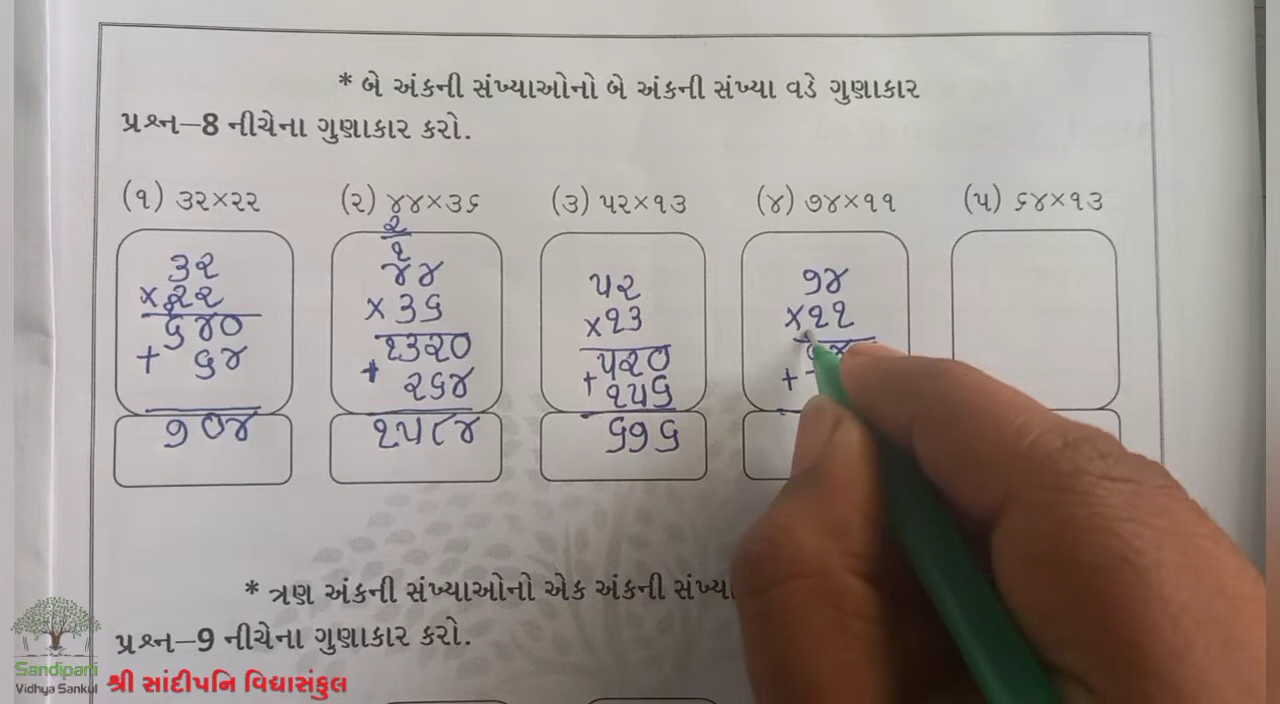 * બે અંકની સંખ્યાઓનો બે અંકની સંખ્યા વડે ગુણાકાર
પ્રશ્ન–8 નીચેના ગુણાકાર કરો.
(૧) ૩૨×૨૨ (૨) ૪૪×૩૬ (૩) ૫૨×૧૩ (૪) ૭૪×૧૧ (૫) ૬૪×૧૩
૩૨
×૨૨
૬૪૦
+ ૬૪
૭૦૪
૨
૧
૪૪
×૩૬
૧૩૨૦
+ ૨૬૪
૧૫૮૪
૫૨
×૧૩
૫૨૦
+૧૫૬
૬૭૬
૭૪
×૧૧
+
* ત્રણ અંકની સંખ્યાઓનો એક અંકની
પ્રશ્ન–9 નીચેના ગુણાકાર કરો.
Sandipani
Vidhya Sankul
શ્રી સાંદીપનિ વિદ્યાસંકુલ